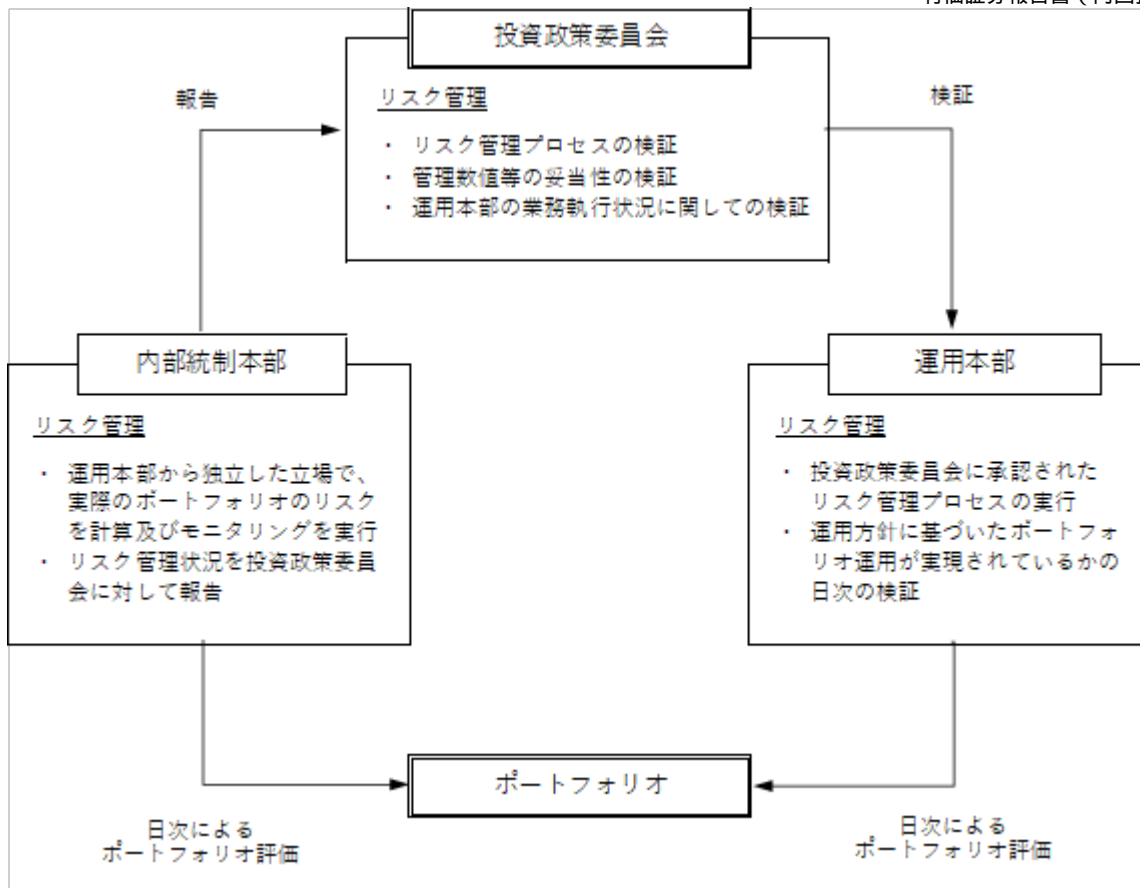 投資政策委員会
報告
検証
リスク管理
・ リスク管理プロセスの検証
・ 管理数値等の妥当性の検証
・ 運用本部の業務執行状況に関しての検証
内部統制本部
リスク管理
・ 運用本部から独立した立場で、
実際のポートフォリオのリスク
を計算及びモニタリングを実行
・ リスク管理状況を投資政策委員
会に対して報告
運用本部
リスク管理
・ 投資政策委員会に承認された
リスク管理プロセスの実行
・ 運用方針に基づいたポートフォ
リオ運用が実現されているかの
日次の検証
ポートフォリオ
日次による
ポートフォリオ評価
日次による
ポートフォリオ評価